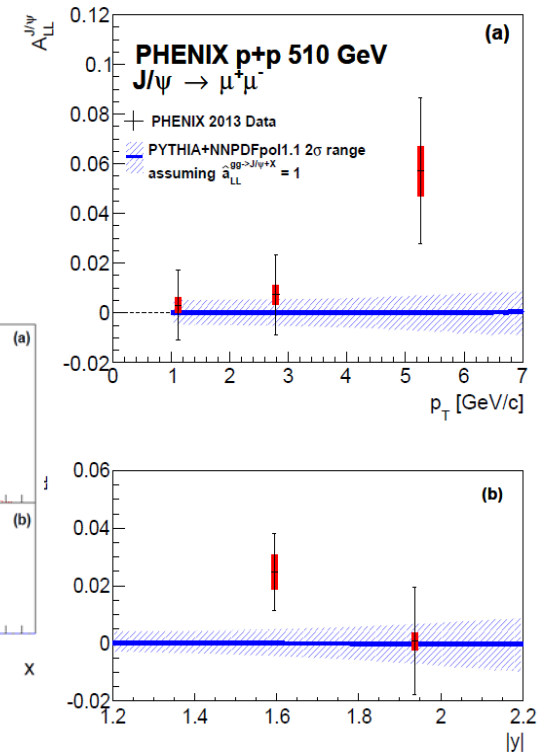 A_LL^J/ψ
(a)
PHENIX p+p 510 GeV
J/ψ → μ⁺μ⁻
PHENIX 2013 Data
PYTHIA+NNPDFpol1.1 2σ range
assuming â_LL^gg->J/ψ+X = 1
0.12
0.1
0.08
0.06
0.04
0.02
0
-0.02
0 1 2 3 4 5 6 7
p_T [GeV/c]
(a)
(b)
x
(b)
0.06
0.04
0.02
0
-0.02
1.2 1.4 1.6 1.8 2 2.2
|y|